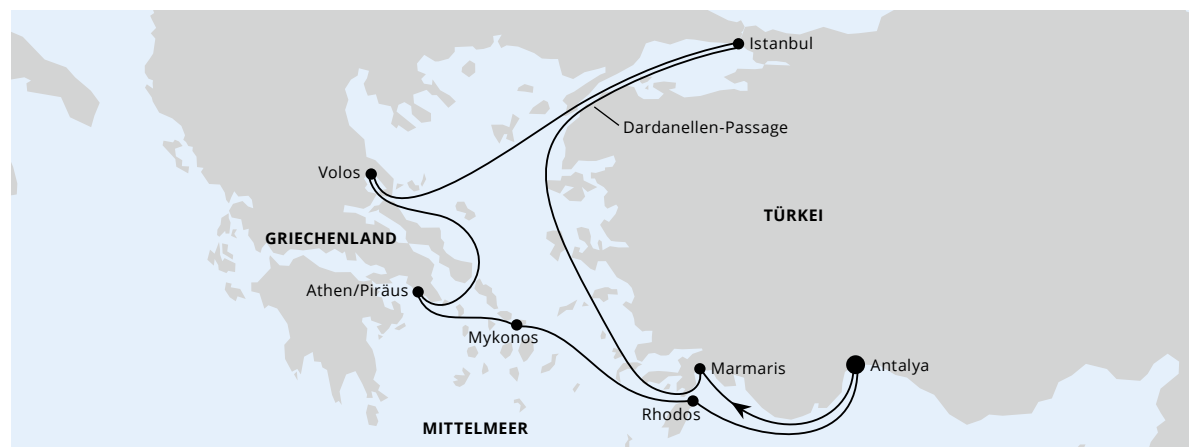 Istanbul
Dardanellen-Passage
Volos
TÜRKEI
GRIECHENLAND
Athen/Piräus
Mykonos
Marmaris
Antalya
Rhodos
MITTELMEER